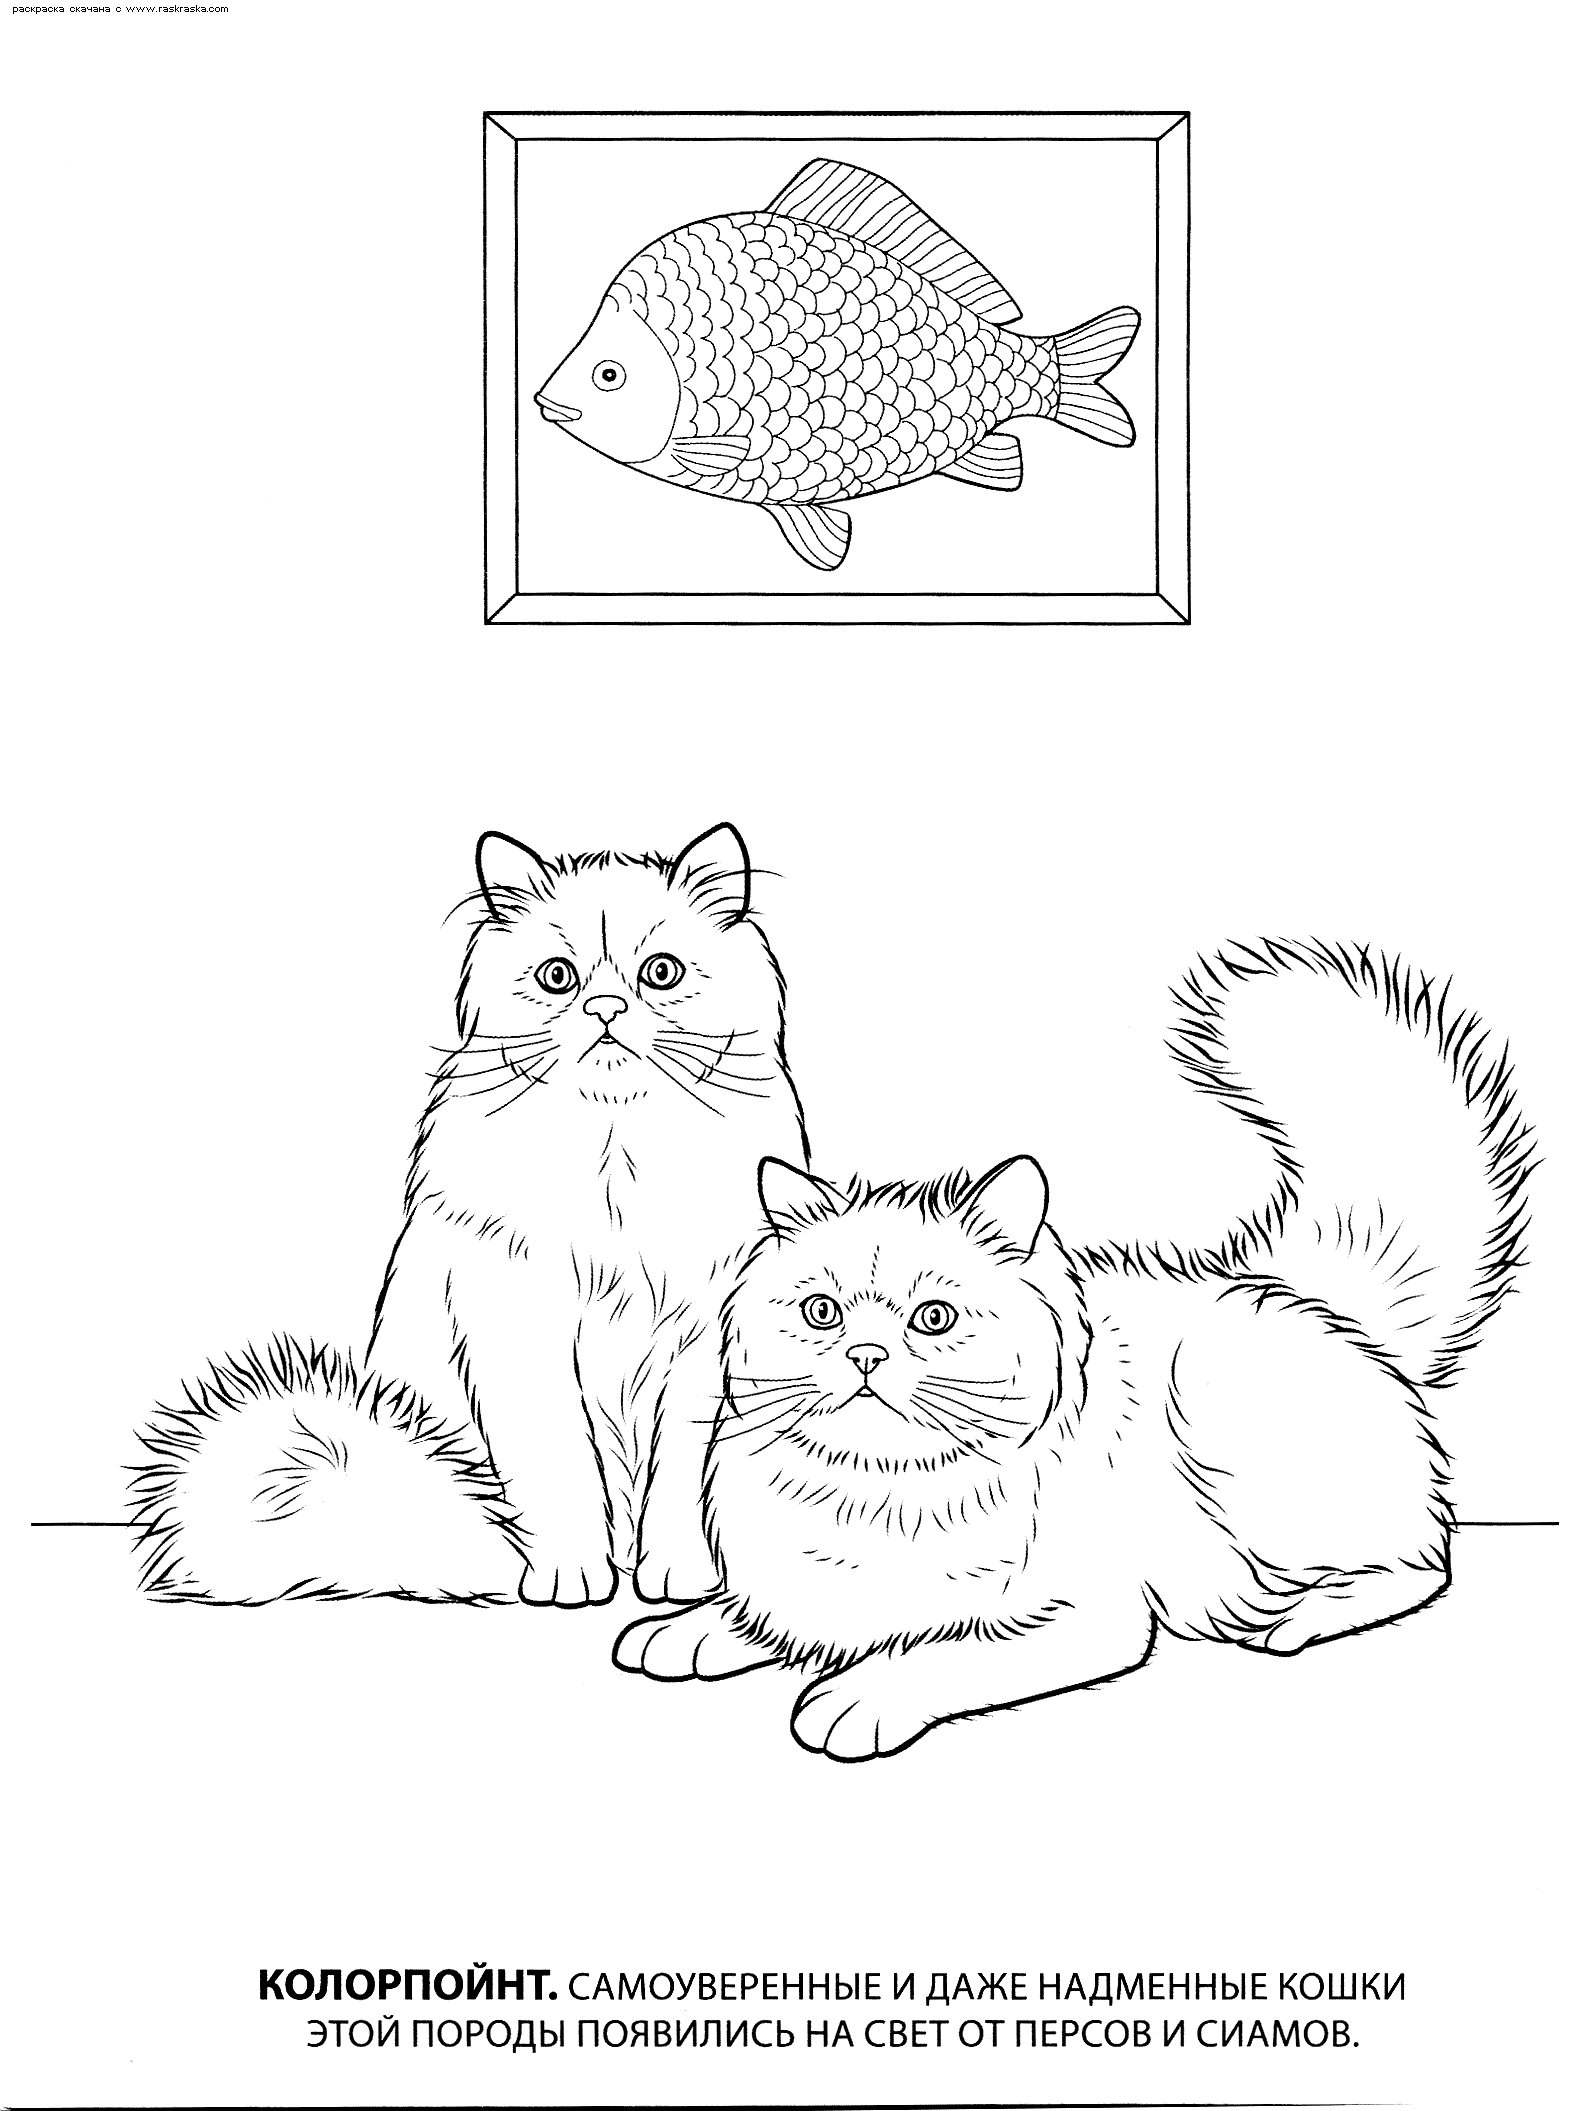 раскраска скачана с www.raskraska.com
КОЛОРПОЙНТ. САМОУВЕРЕННЫЕ И ДАЖЕ НАДМЕННЫЕ КОШКИ
ЭТОЙ ПОРОДЫ ПОЯВИЛИСЬ НА СВЕТ ОТ ПЕРСОВ И СИАМОВ.